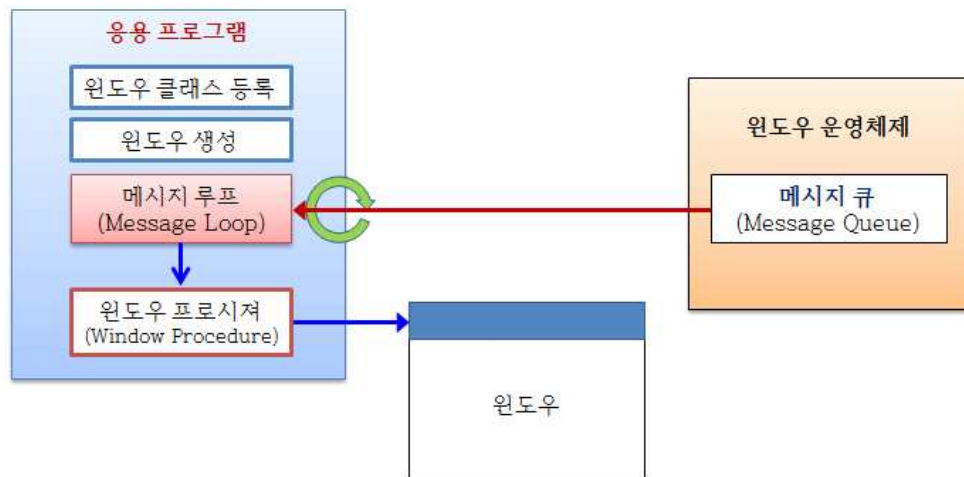 응용 프로그램
윈도우 클래스 등록
윈도우 생성
메시지 루프
(Message Loop)
윈도우 프로시져
(Window Procedure)
윈도우 운영체제
메시지 큐
(Message Queue)
윈도우